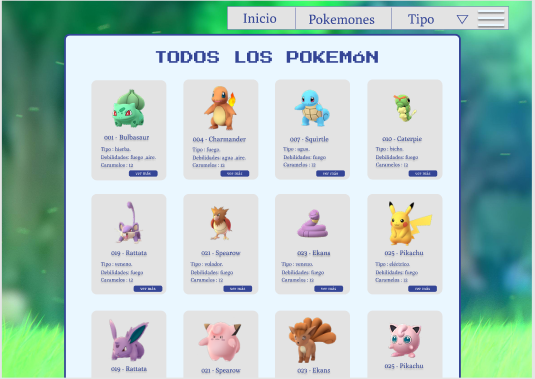 Inicio
Pokemones
Tipo
TODOS LOS POKEMóN
001 - Bulbassur
Tipo : hierba.
Debilidades: fuego ,aire.
Caramelos : 12
ver más
004 - Charmander
Tipo : fuego.
Debilidades: agua ,aire.
Caramelos : 12
ver más
007 - Squirtle
Tipo : agua.
Debilidades: fuego
Caramelos : 12
ver más
010 - Caterpie
Tipo : bicho.
Debilidades: fuego
Caramelos : 12
ver más
019 - Rattata
Tipo : veneno.
Debilidades: fuego
Caramelos : 12
ver más
021 - Spearow
Tipo : volador.
Debilidades: fuego
Caramelos : 12
ver más
023 - Ekans
Tipo : veneno.
Debilidades: fuego
Caramelos : 12
ver más
025 - Pikachu
Tipo : eléctrico.
Debilidades: fuego
Caramelos : 12
ver más
019 - Rattata
021 - Spearow
023 - Ekans
025 - Pikachu